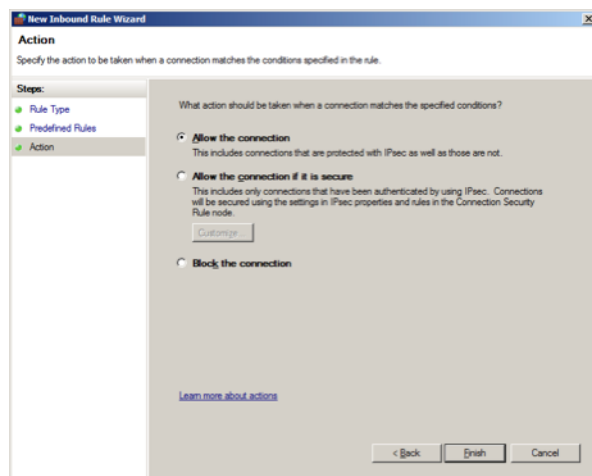 New Inbound Rule Wizard
Action
Specify the action to be taken when a connection matches the conditions specified in the rule.
Steps:
Rule Type
Predefined Rules
Action
What action should be taken when a connection matches the specified conditions?
Allow the connection
This includes connections that are protected with IPsec as well as those are not.
Allow the connection if it is secure
This includes only connections that have been authenticated by using IPsec. Connections
will be secured using the settings in IPsec properties and rules in the Connection Security
Rule node.
Customize...
Block the connection
Learn more about actions
< Back
Finish
Cancel